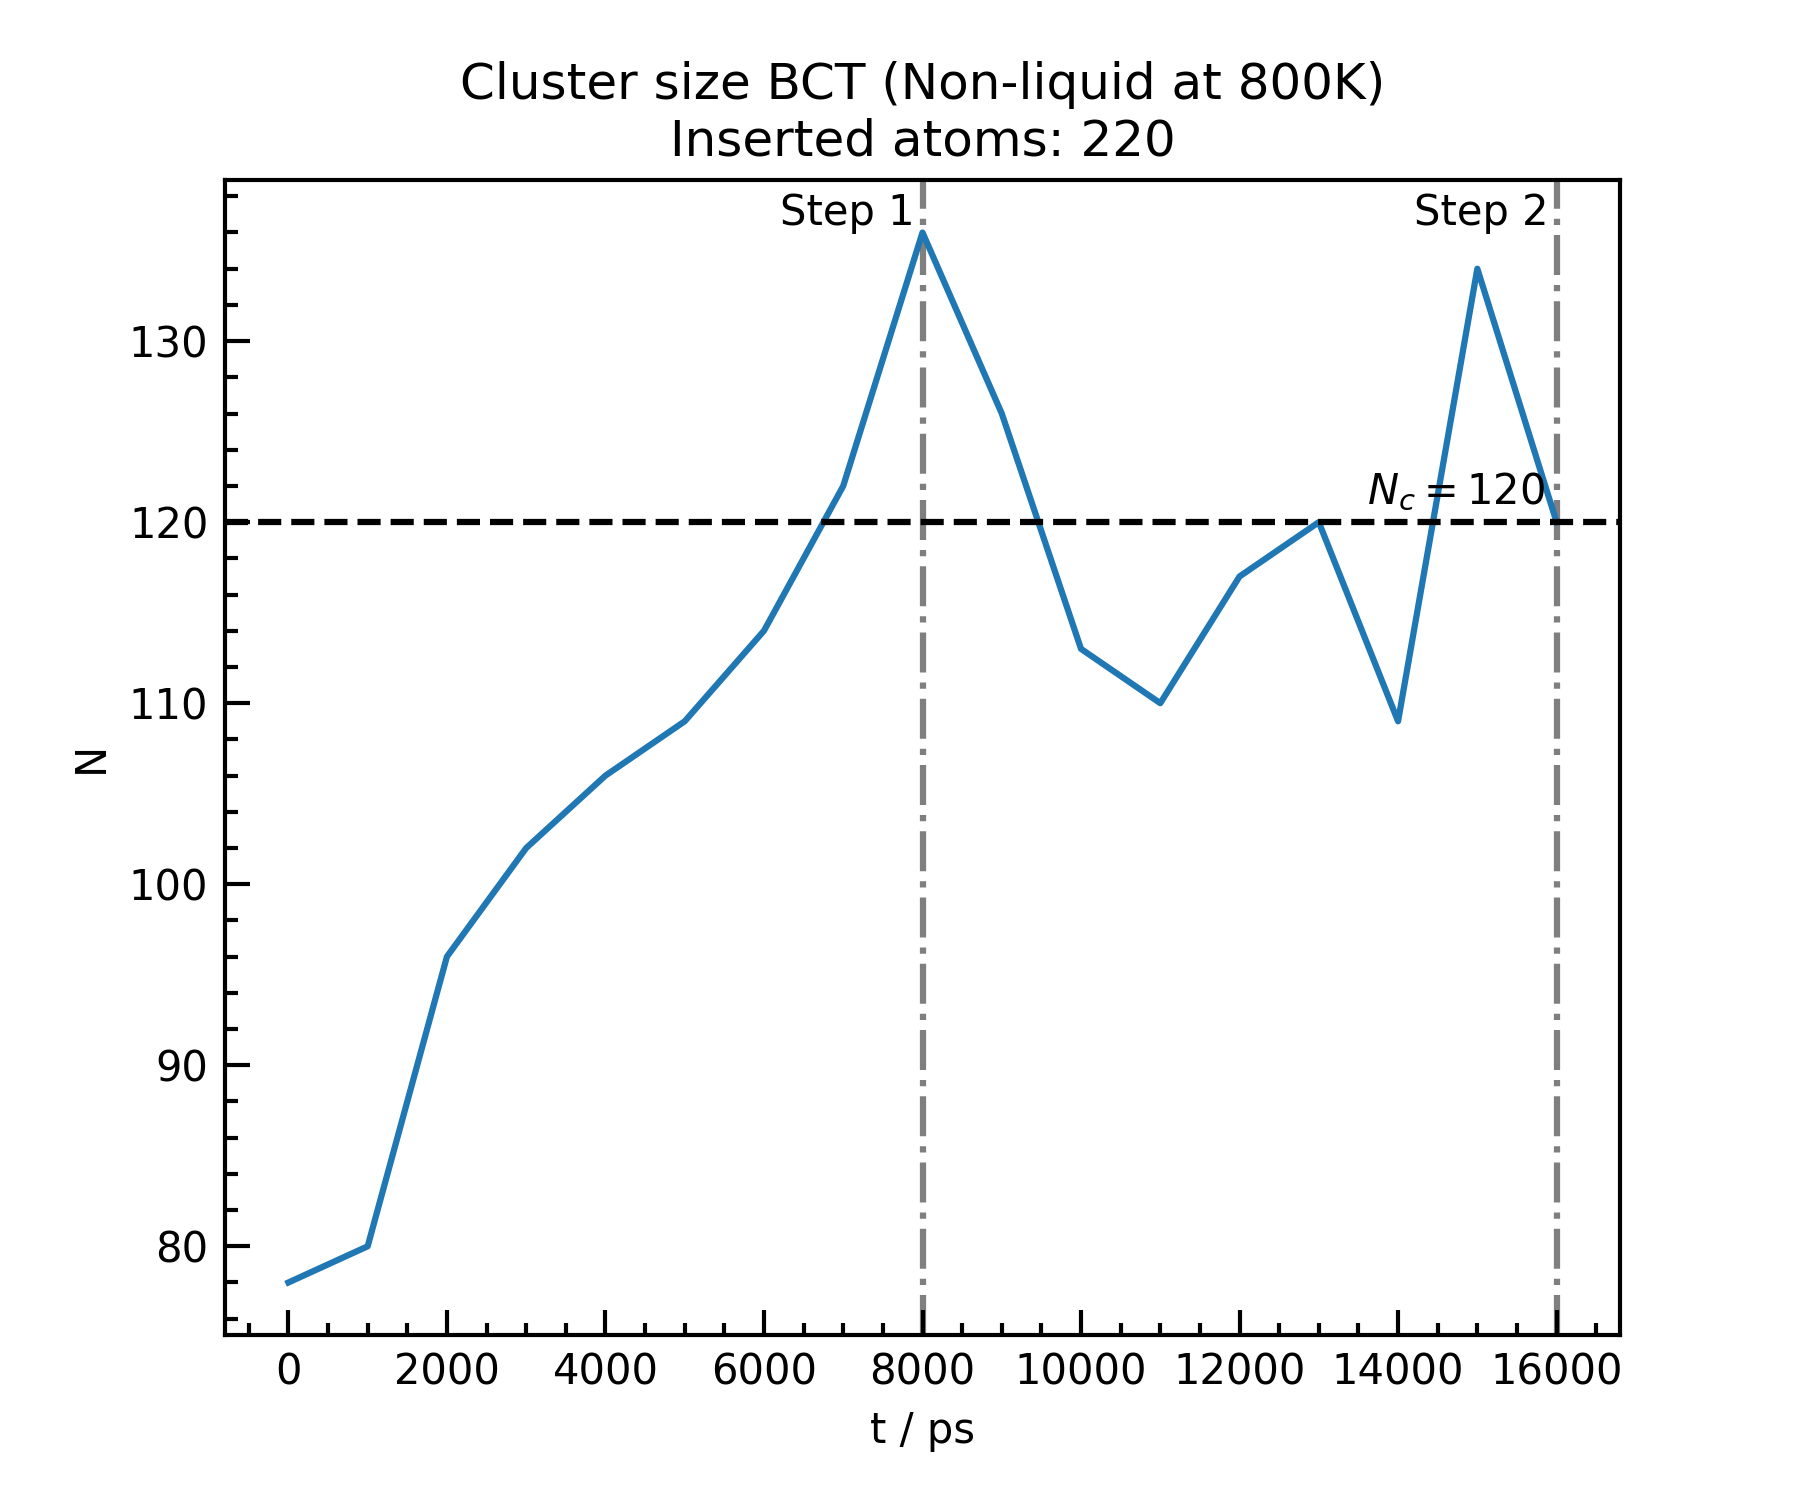 Cluster size BCT (Non-liquid at 800K)
Inserted atoms: 220
Step 1
Step 2
130
N_c = 120
120
110
N
100
90
80
0 2000 4000 6000 8000 10000 12000 14000 16000
t / ps